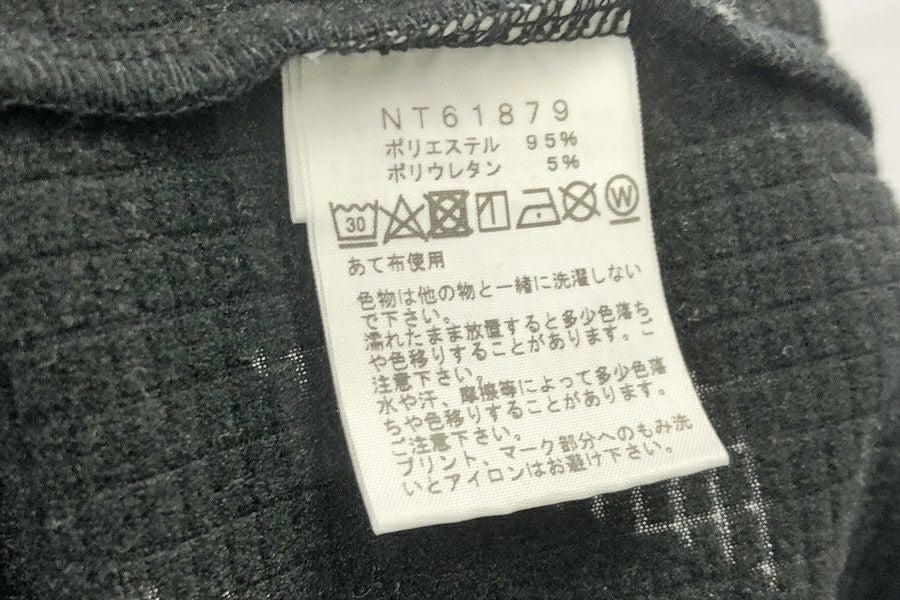 NT61879
ポリエステル 95%
ポリウレタン 5%
30 W
あて布使用
色物は他の物と一緒に洗濯しない
で下さい。
濡れたまま放置すると多少色落ち
や色移りすることがあります。ご
注意下さい。
水や汗、摩擦等によって多少色落
ちや色移りすることがあります。
ご注意下さい。
プリント、マーク部分へのもみ洗
いとアイロンはお避け下さい。